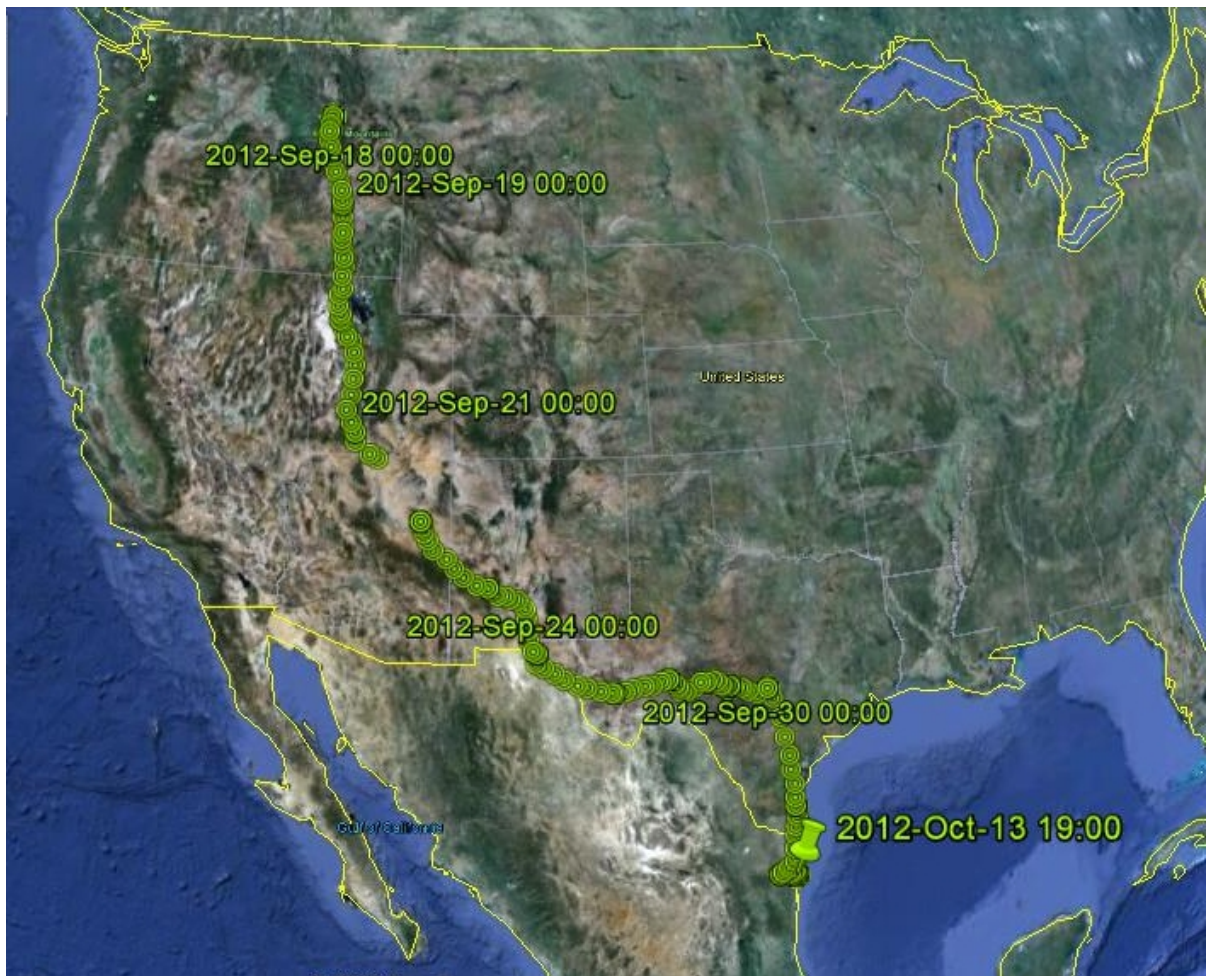 2012-Sep-18 00:00
2012-Sep-19 00:00
United States
2012-Sep-21 00:00
2012-Sep-24 00:00
2012-Sep-30 00:00
Gulf of California
2012-Oct-13 19:00